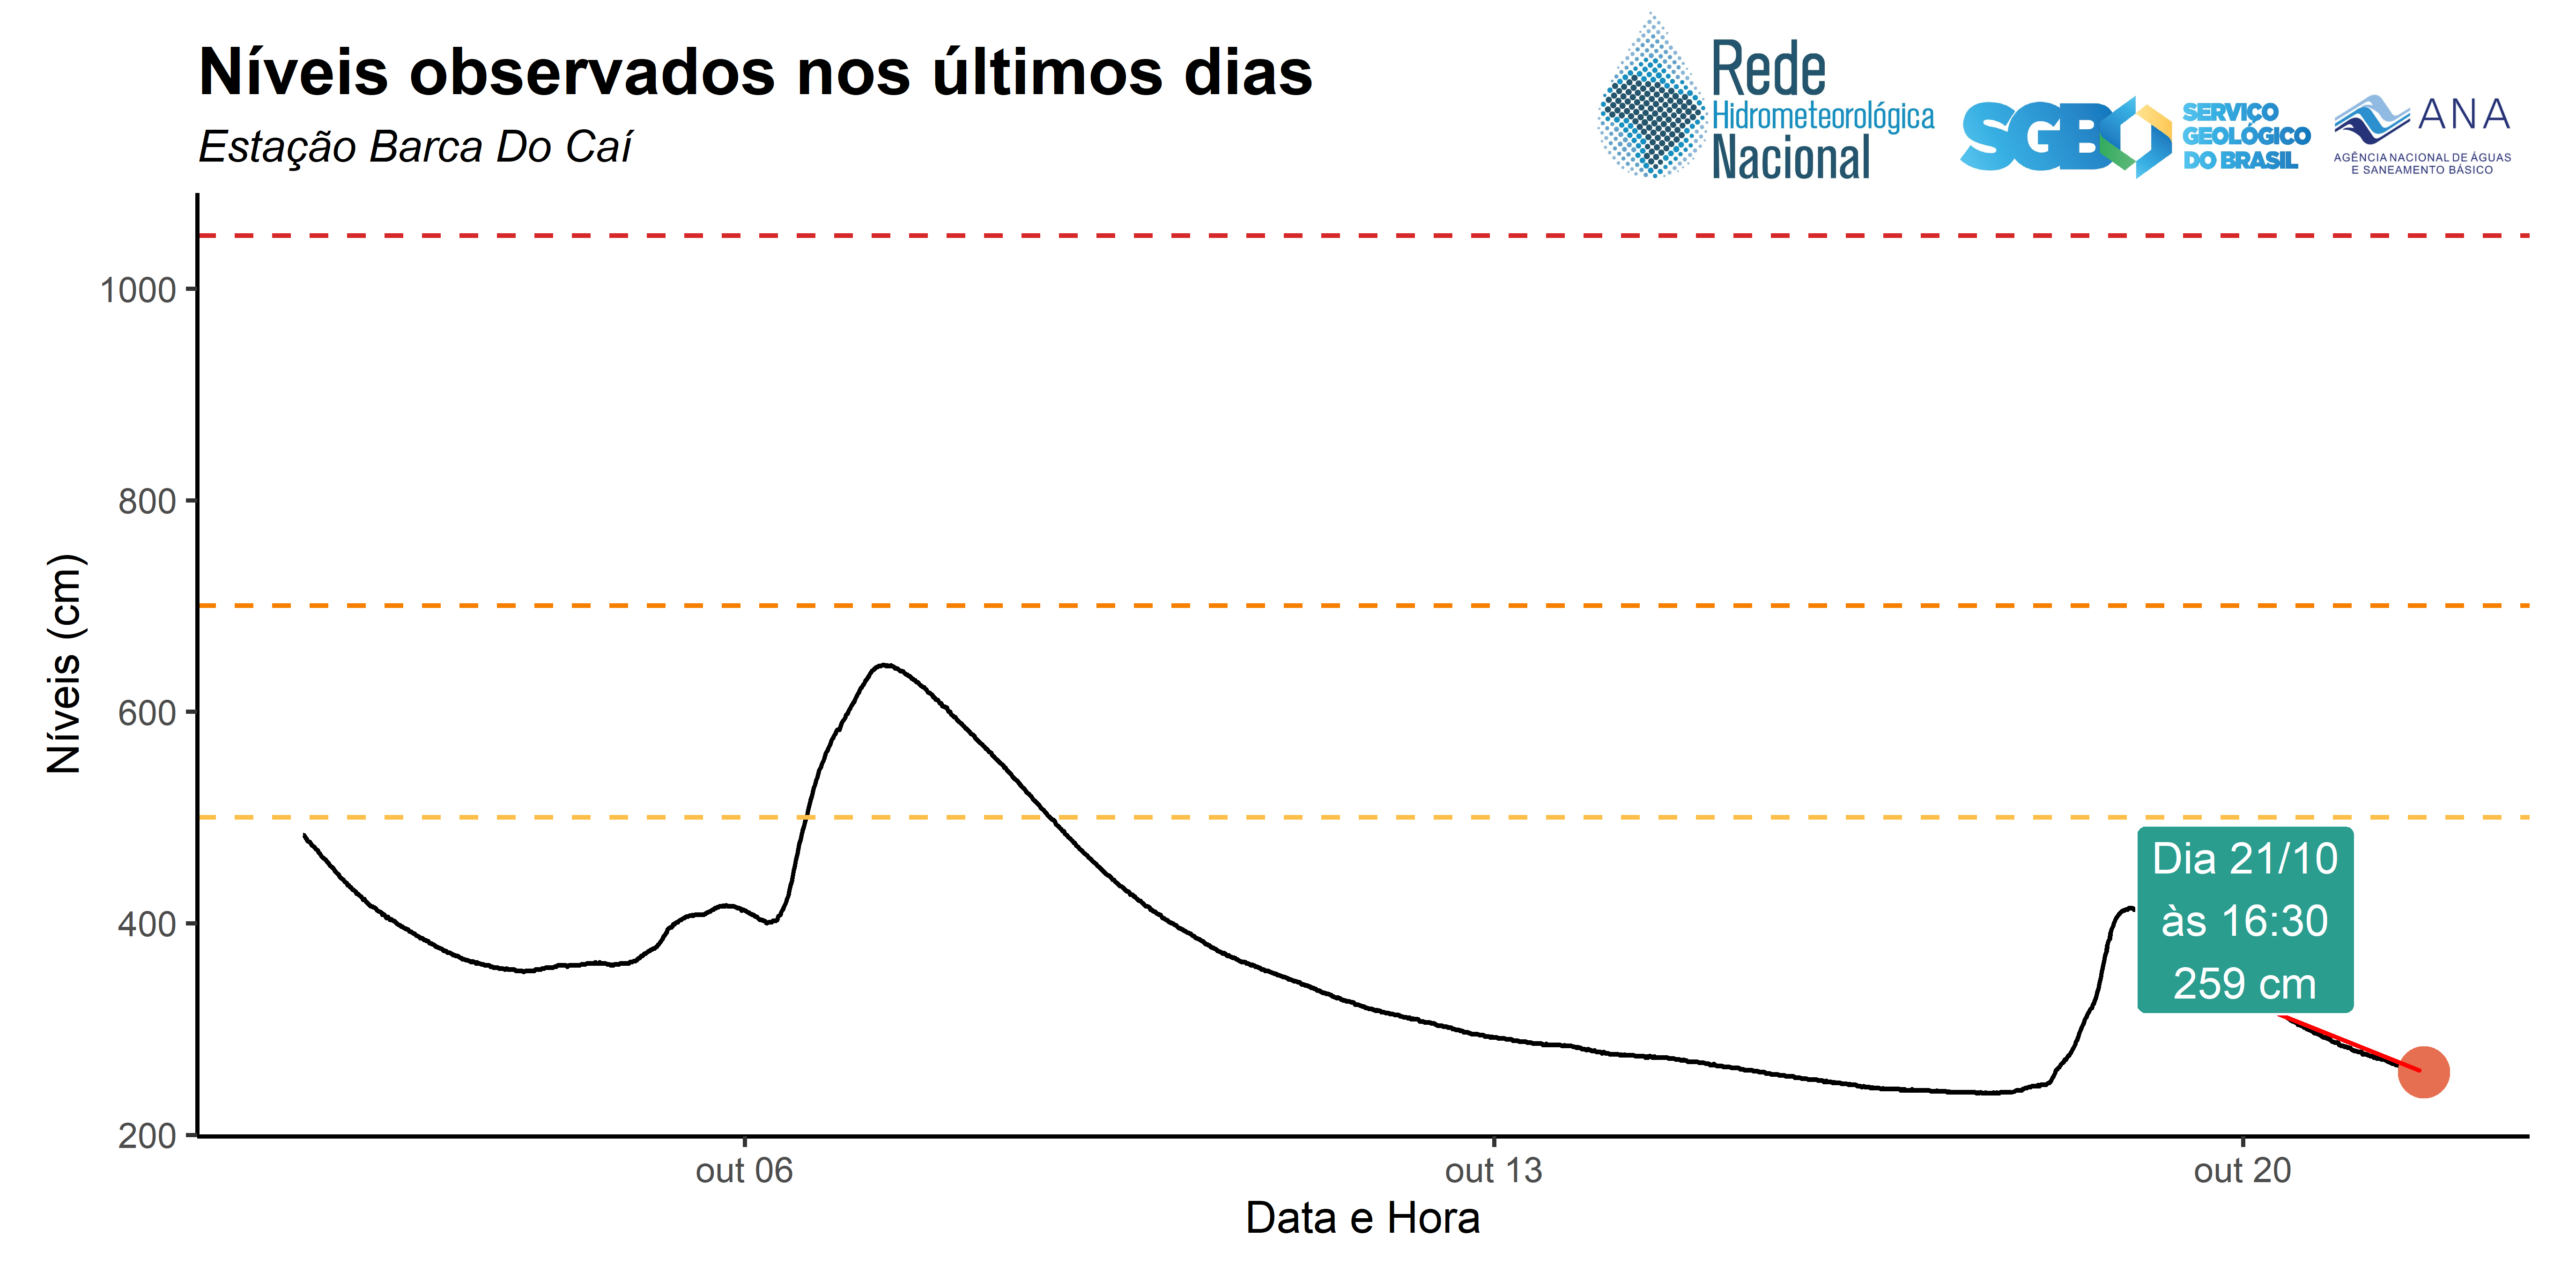 Níveis observados nos últimos dias
Estação Barca Do Caí
Rede
Hidrometeorológica
Nacional
SGB
SERVIÇO
GEOLÓGICO
DO BRASIL
ANA
AGÊNCIA NACIONAL DE ÁGUAS
E SANEAMENTO BÁSICO
Níveis (cm)
1000
800
600
400
200
Dia 21/10
às 16:30
259 cm
out 06
out 13
out 20
Data e Hora